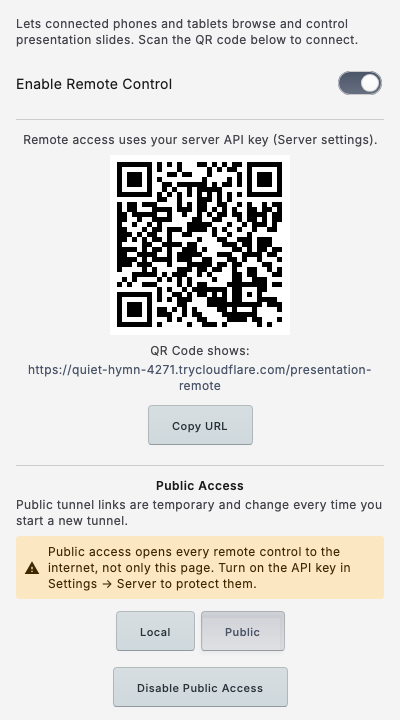 Lets connected phones and tablets browse and control
presentation slides. Scan the QR code below to connect.
Enable Remote Control
Remote access uses your server API key (Server settings).
QR Code shows:
https://quiet-hymn-4271.trycloudflare.com/presentation-
remote
Copy URL
Public Access
Public tunnel links are temporary and change every time you
start a new tunnel.
Public access opens every remote control to the
internet, not only this page. Turn on the API key in
Settings → Server to protect them.
Local
Public
Disable Public Access